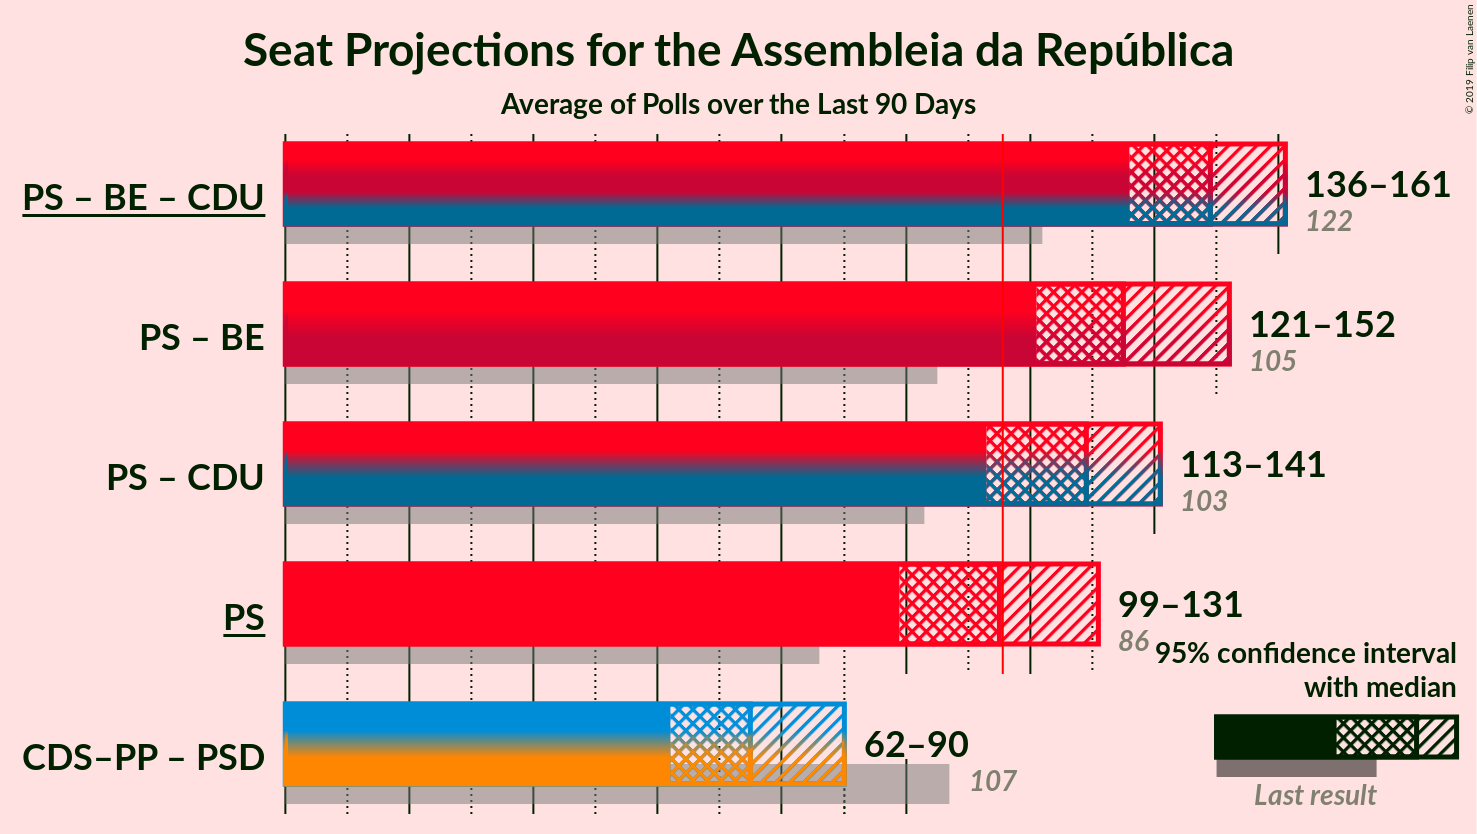 Seat Projections for the Assembleia da República
Average of Polls over the Last 90 Days
© 2019 Filip van Laenen
PS – BE – CDU
136–161
122
PS – BE
121–152
105
PS – CDU
113–141
103
PS
99–131
86
CDS–PP – PSD
62–90
107
95% confidence interval
with median
Last result